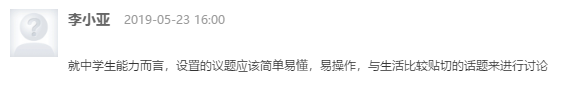 李小亚 2019-05-23 16:00
就中学生能力而言，设置的议题应该简单易懂，易操作，与生活比较贴切的话题来进行讨论